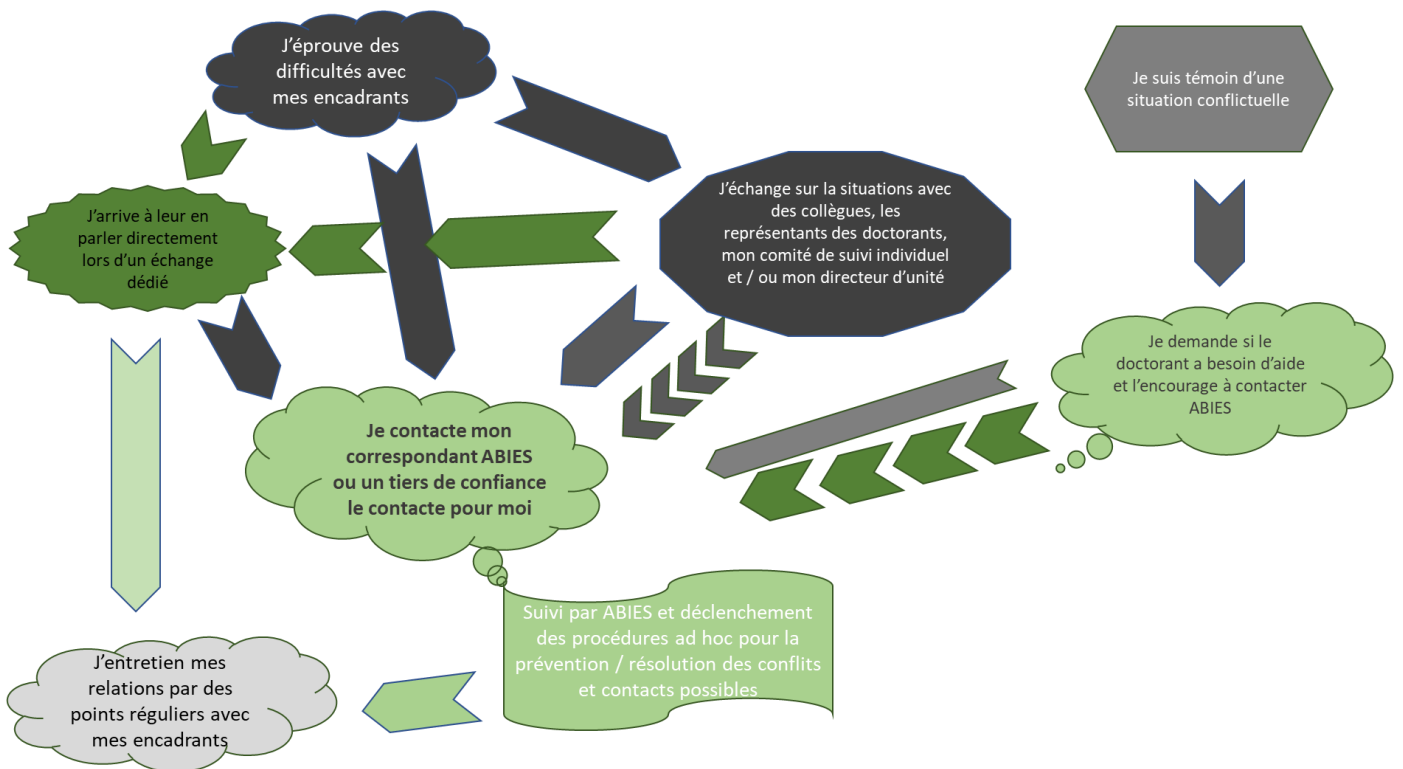 J’éprouve des
difficultés avec
mes encadrants
Je suis témoin d’une
situation conflictuelle
J’échange sur la situations avec
des collègues, les
représentants des doctorants,
mon comité de suivi individuel
et / ou mon directeur d’unité
J’arrive à leur en
parler directement
lors d’un échange
dédié
Je demande si le
doctorant a besoin d’aide
et l’encourage à contacter
ABIES
Je contacte mon
correspondant ABIES
ou un tiers de confiance
le contacte pour moi
Suivi par ABIES et déclenchement
des procédures ad hoc pour la
prévention / résolution des conflits
et contacts possibles
J’entretien mes
relations par des
points réguliers avec
mes encadrants